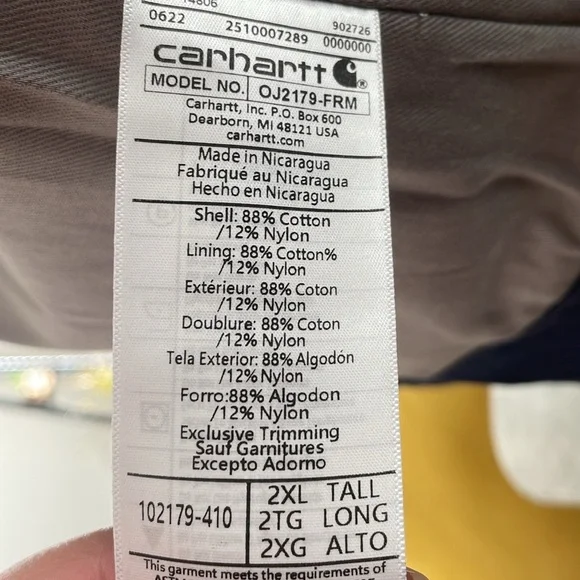 14806
902726
0622 2510007289 0000000
carhartt
MODEL NO. OJ2179-FRM
Carhartt, Inc. P.O. Box 600
Dearborn, MI 48121 USA
carhartt.com
Made in Nicaragua
Fabriqué au Nicaragua
Hecho en Nicaragua
Shell: 88% Cotton
/12% Nylon
Lining: 88% Cotton%
/12% Nylon
Extérieur: 88% Coton
/12% Nylon
Doublure: 88% Coton
/12% Nylon
Tela Exterior: 88% Algodón
/12% Nylon
Forro:88% Algodon
/12% Nylon
Exclusive Trimming
Sauf Garnitures
Excepto Adorno
102179-410
2XL TALL
2TG LONG
2XG ALTO
This garment meets the requirements of